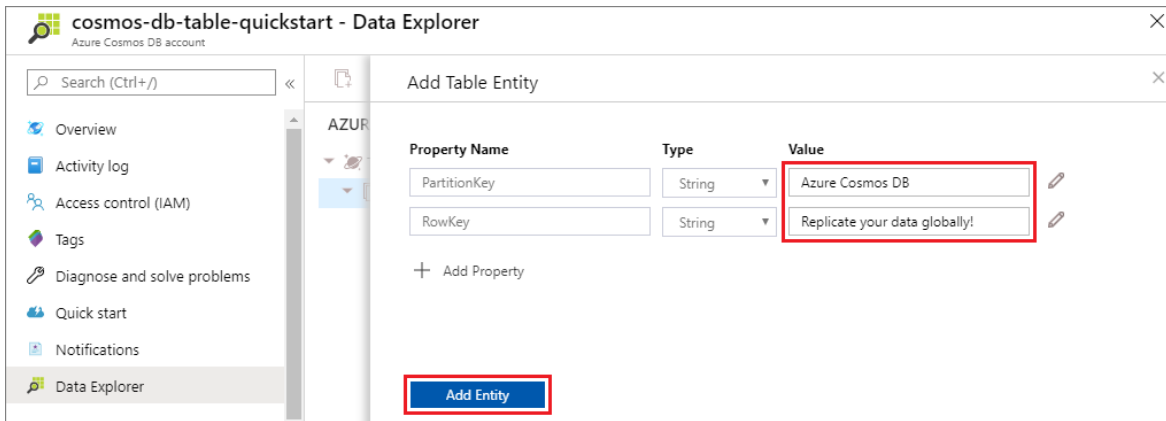 cosmos-db-table-quickstart - Data Explorer
Azure Cosmos DB account
Search (Ctrl+/)
Overview
Activity log
Access control (IAM)
Tags
Diagnose and solve problems
Quick start
Notifications
Data Explorer
AZUR
Add Table Entity
Property Name Type Value
PartitionKey String Azure Cosmos DB
RowKey String Replicate your data globally!
Add Property
Add Entity